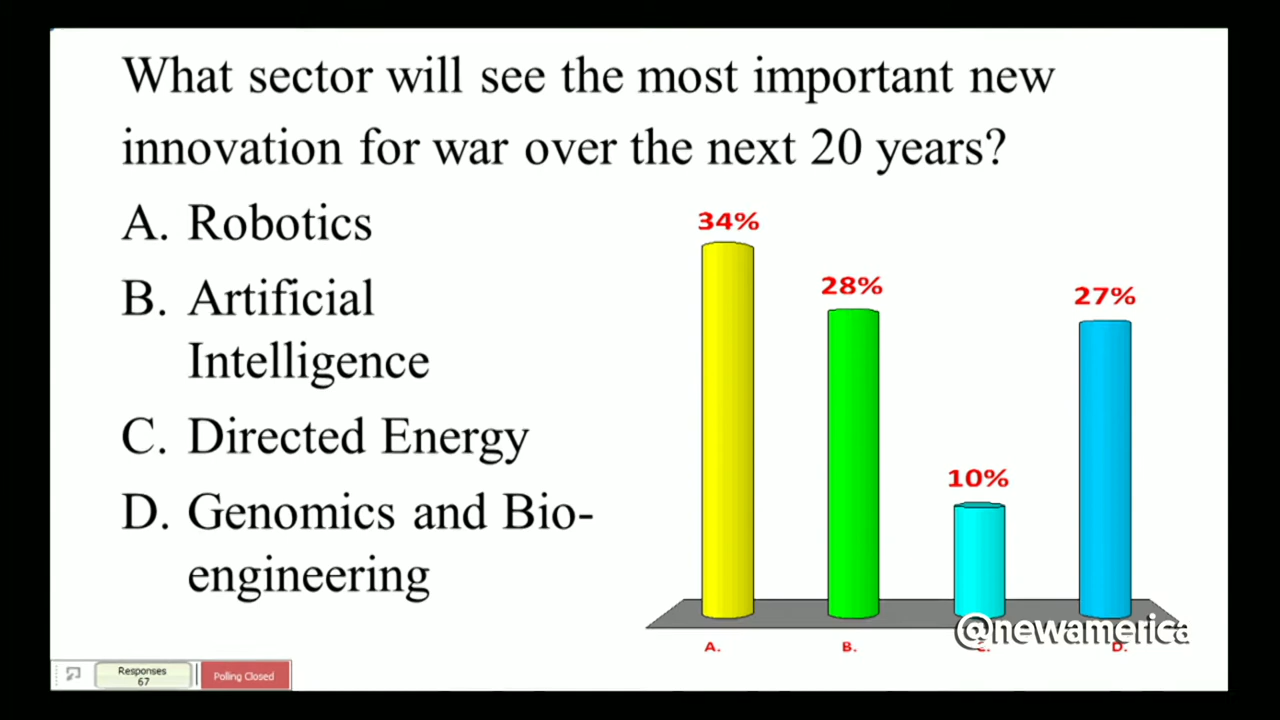 What sector will see the most important new
innovation for war over the next 20 years?
A. Robotics
B. Artificial
Intelligence
C. Directed Energy
D. Genomics and Bio-
engineering
34%
28%
10%
27%
A.
B.
C.
D.
@newamerica
Responses
67
Polling Closed